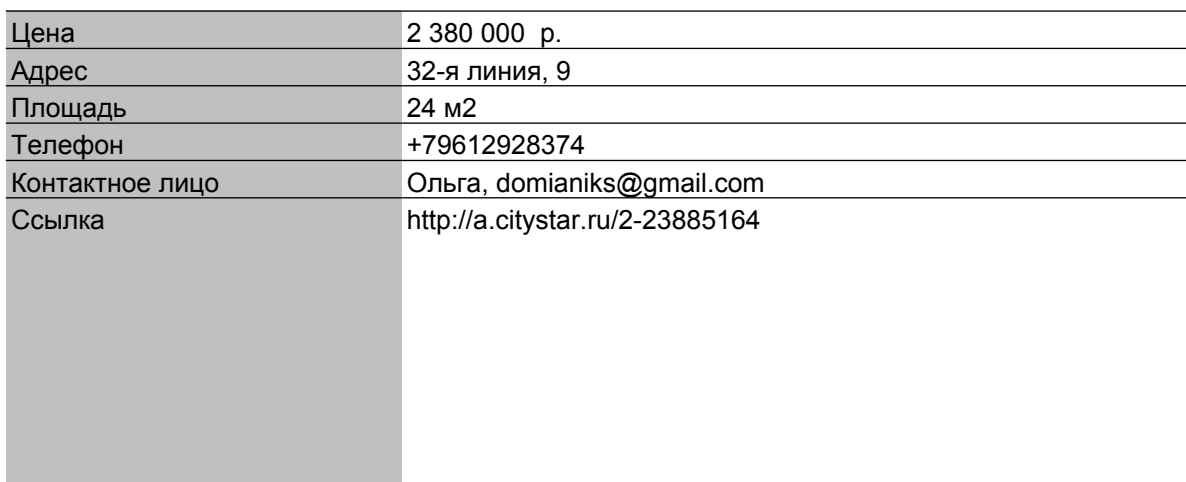 Цена 2 380 000 р.
Адрес 32-я линия, 9
Площадь 24 м2
Телефон +79612928374
Контактное лицо Ольга, domianiks@gmail.com
Ссылка http://a.citystar.ru/2-23885164